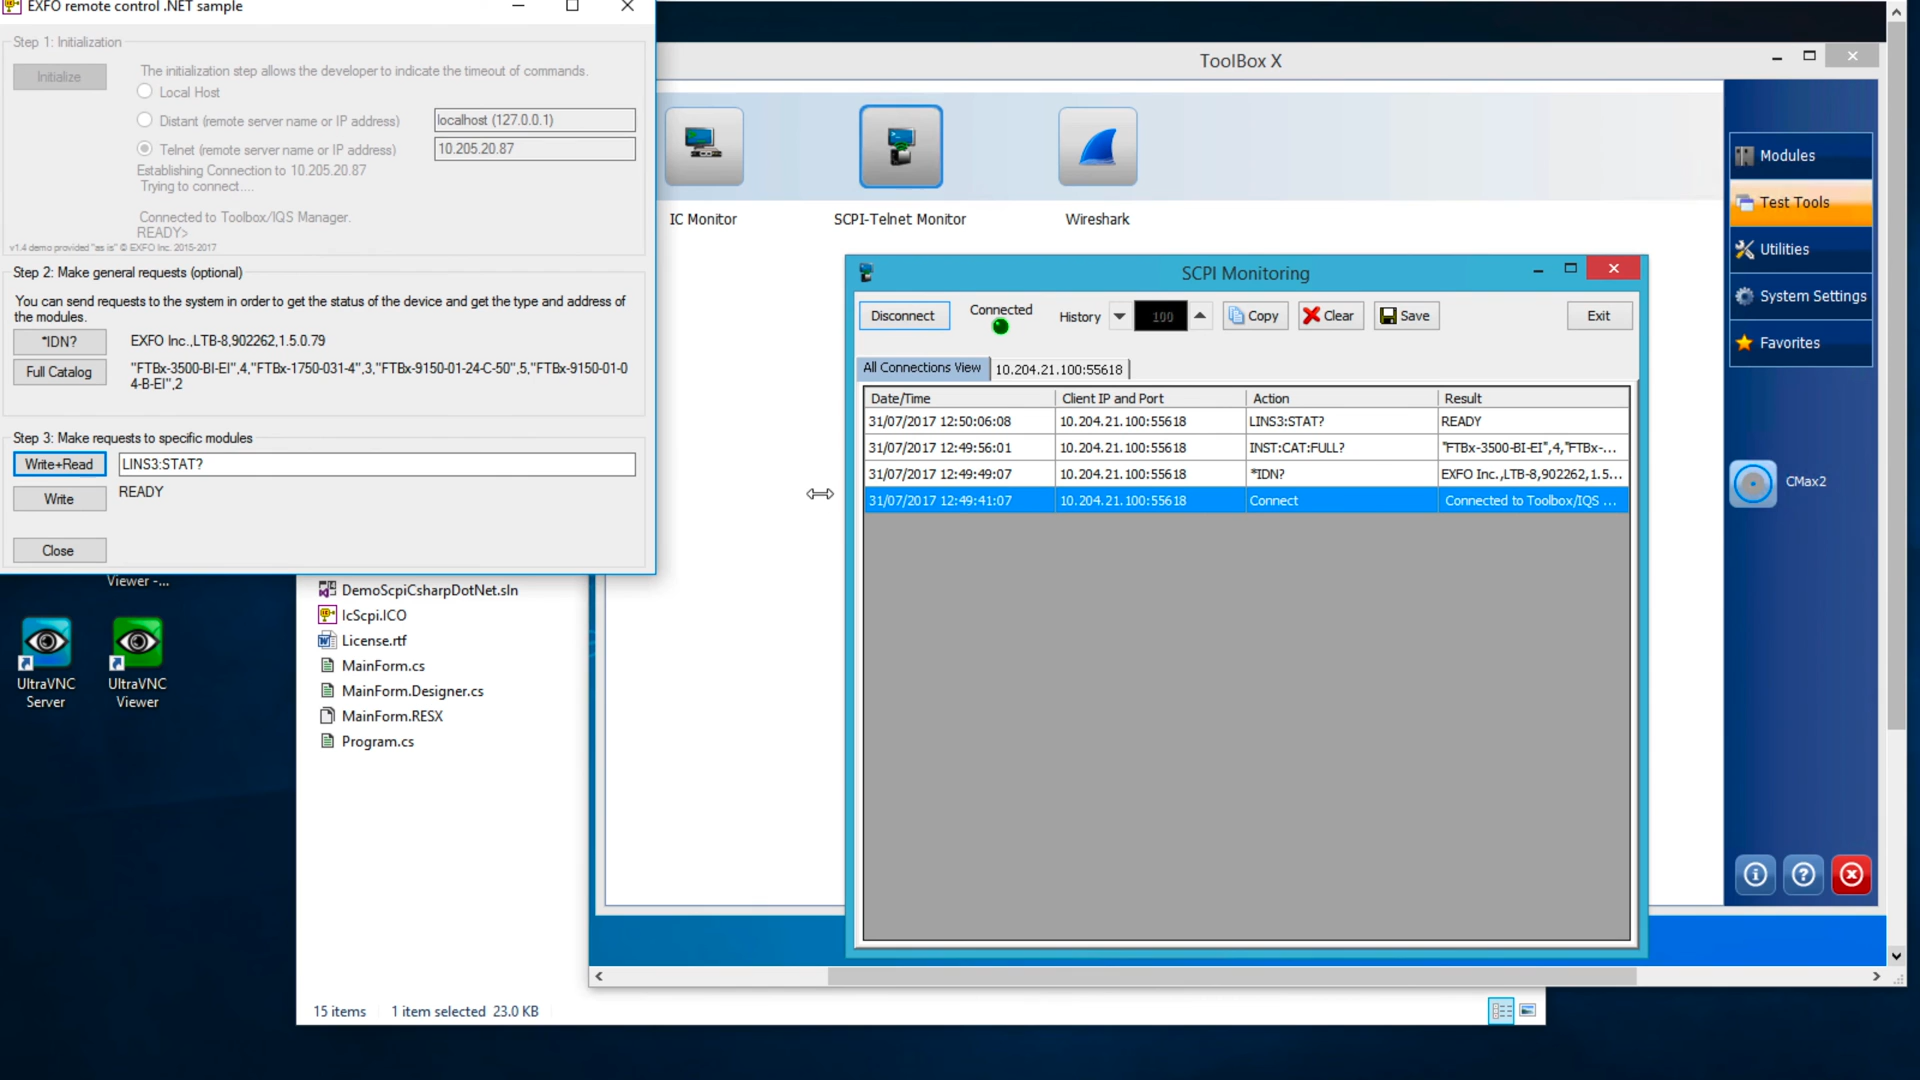 EXFO remote control .NET sample
Step 1: Initialization
Initialize
The initialization step allows the developer to indicate the timeout of commands.
Local Host
Distant (remote server name or IP address)
localhost (127.0.0.1)
Telnet (remote server name or IP address)
10.205.20.87
Establishing Connection to 10.205.20.87
Trying to connect....
Connected to Toolbox/IQS Manager.
READY>
v1.4 demo provided "as is" © EXFO Inc. 2015-2017
Step 2: Make general requests (optional)
You can send requests to the system in order to get the status of the device and get the type and address of
the modules.
*IDN?
EXFO Inc.,LTB-8,902262,1.5.0.79
Full Catalog
"FTBx-3500-BI-EI",4,"FTBx-1750-031-4",3,"FTBx-9150-01-24-C-50",5,"FTBx-9150-01-0
4-B-EI",2
Step 3: Make requests to specific modules
Write+Read
LINS3:STAT?
Write
READY
Close
Viewer -...
UltraVNC
Server
UltraVNC
Viewer
DemoScpiCsharpDotNet.sln
IcScpi.ICO
License.rtf
MainForm.cs
MainForm.Designer.cs
MainForm.RESX
Program.cs
15 items
1 item selected 23.0 KB
ToolBox X
IC Monitor
SCPI-Telnet Monitor
Wireshark
SCPI Monitoring
Disconnect
Connected
History
100
Copy
Clear
Save
Exit
All Connections View
10.204.21.100:55618
Date/Time Client IP and Port Action Result
31/07/2017 12:50:06:08 10.204.21.100:55618 LINS3:STAT? READY
31/07/2017 12:49:56:01 10.204.21.100:55618 INST:CAT:FULL? "FTBx-3500-BI-EI",4,"FTBx-...
31/07/2017 12:49:49:07 10.204.21.100:55618 *IDN? EXFO Inc.,LTB-8,902262,1.5...
31/07/2017 12:49:41:07 10.204.21.100:55618 Connect Connected to Toolbox/IQS ...
Modules
Test Tools
Utilities
System Settings
Favorites
CMax2